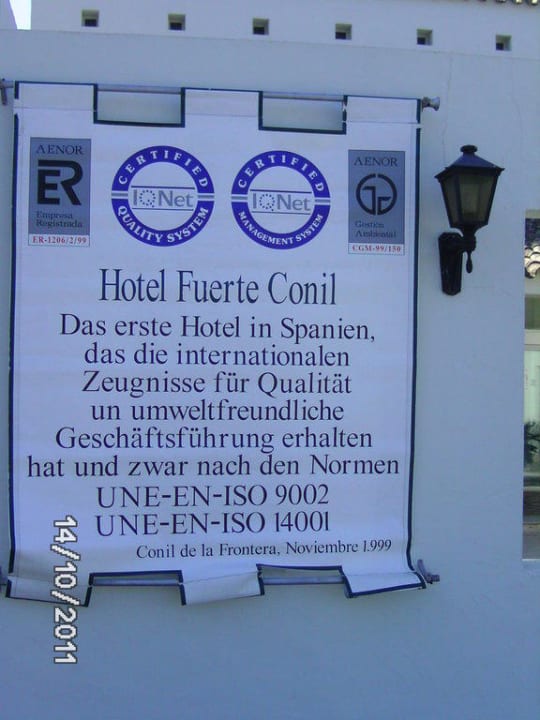 AENOR
ER
Empresa
Registrada
ER-1206/2/99
CERTIFIED
IQNet
QUALITY SYSTEM
CERTIFIED
IQNet
MANAGEMENT SYSTEM
AENOR
Gestión
Ambiental
CGM-99/150
Hotel Fuerte Conil
Das erste Hotel in Spanien,
das die internationalen
Zeugnisse für Qualität
un umweltfreundliche
Geschäftsführung erhalten
hat und zwar nach den Normen
UNE-EN-ISO 9002
UNE-EN-ISO 14001
Conil de la Frontera, Noviembre 1.999
14/10/2011